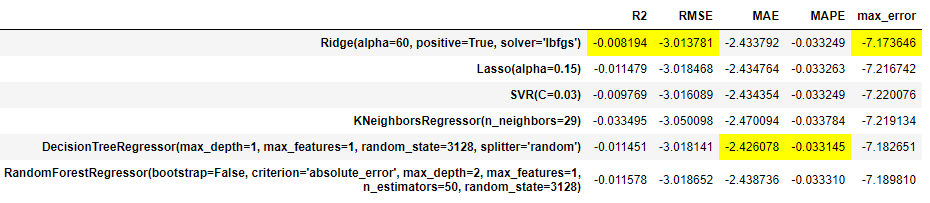 R2 RMSE MAE MAPE max_error
Ridge(alpha=60, positive=True, solver='lbfgs') -0.008194 -3.013781 -2.433792 -0.033249 -7.173646
Lasso(alpha=0.15) -0.011479 -3.018468 -2.434764 -0.033263 -7.216742
SVR(C=0.03) -0.009769 -3.016089 -2.434354 -0.033249 -7.220076
KNeighborsRegressor(n_neighbors=29) -0.033495 -3.050098 -2.470094 -0.033784 -7.219134
DecisionTreeRegressor(max_depth=1, max_features=1, random_state=3128, splitter='random') -0.011451 -3.018141 -2.426078 -0.033145 -7.182651
RandomForestRegressor(bootstrap=False, criterion='absolute_error', max_depth=2, max_features=1,
n_estimators=50, random_state=3128) -0.011578 -3.018652 -2.438736 -0.033310 -7.189810